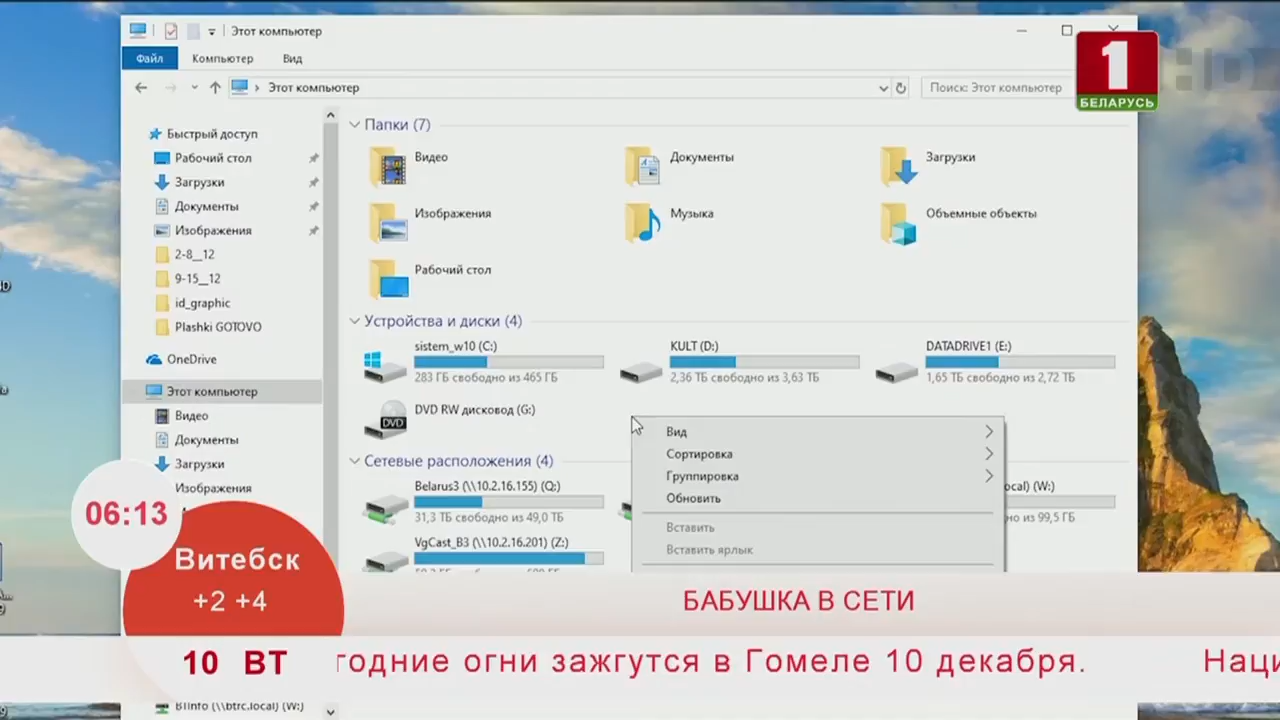 Этот компьютер
Файл
Компьютер
Вид
Этот компьютер
Поиск: Этот компьютер
1
БЕЛАРУСЬ
HD
Быстрый доступ
Рабочий стол
Загрузки
Документы
Изображения
2-8__12
9-15__12
id_graphic
Plashki GOTOVO
OneDrive
Этот компьютер
Видео
Документы
Загрузки
Изображения
Папки (7)
Видео
Документы
Загрузки
Изображения
Музыка
Объемные объекты
Рабочий стол
Устройства и диски (4)
sistem_w10 (C:)
283 ГБ свободно из 465 ГБ
KULT (D:)
2,36 ТБ свободно из 3,63 ТБ
DATADRIVE1 (E:)
1,65 ТБ свободно из 2,72 ТБ
DVD
DVD RW дисковод (G:)
Сетевые расположения (4)
Belarus3 (\\10.2.16.155) (Q:)
31,3 ТБ свободно из 49,0 ТБ
VgCast_B3 (\\10.2.16.201) (Z:)
ocal) (W:)
но из 99,5 ГБ
Вид
Сортировка
Группировка
Обновить
Вставить
Вставить ярлык
06:13
Витебск
+2 +4
БАБУШКА В СЕТИ
10 ВТ
годние огни зажгутся в Гомеле 10 декабря. Наци
BTInfo (\\btrc.local) (W:)